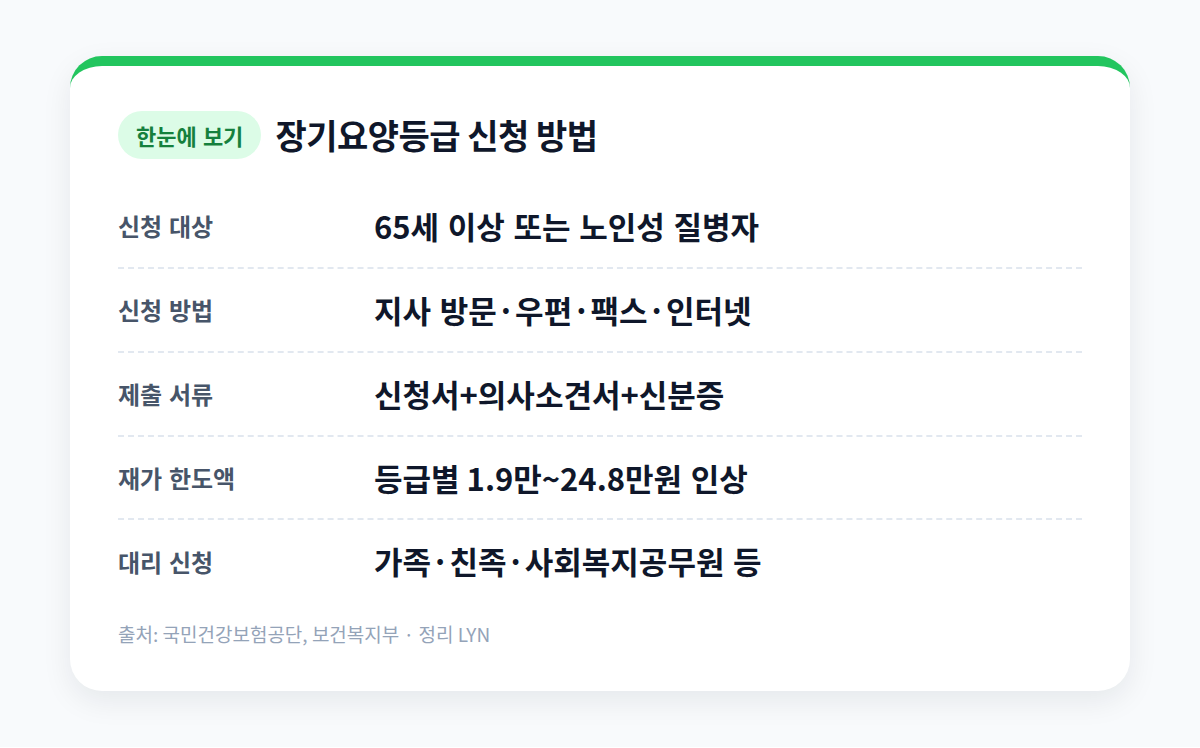 한눈에 보기 장기요양등급 신청 방법
신청 대상 65세 이상 또는 노인성 질병자
신청 방법 지사 방문·우편·팩스·인터넷
제출 서류 신청서+의사소견서+신분증
재가 한도액 등급별 1.9만~24.8만원 인상
대리 신청 가족·친족·사회복지공무원 등
출처: 국민건강보험공단, 보건복지부 · 정리 LYN